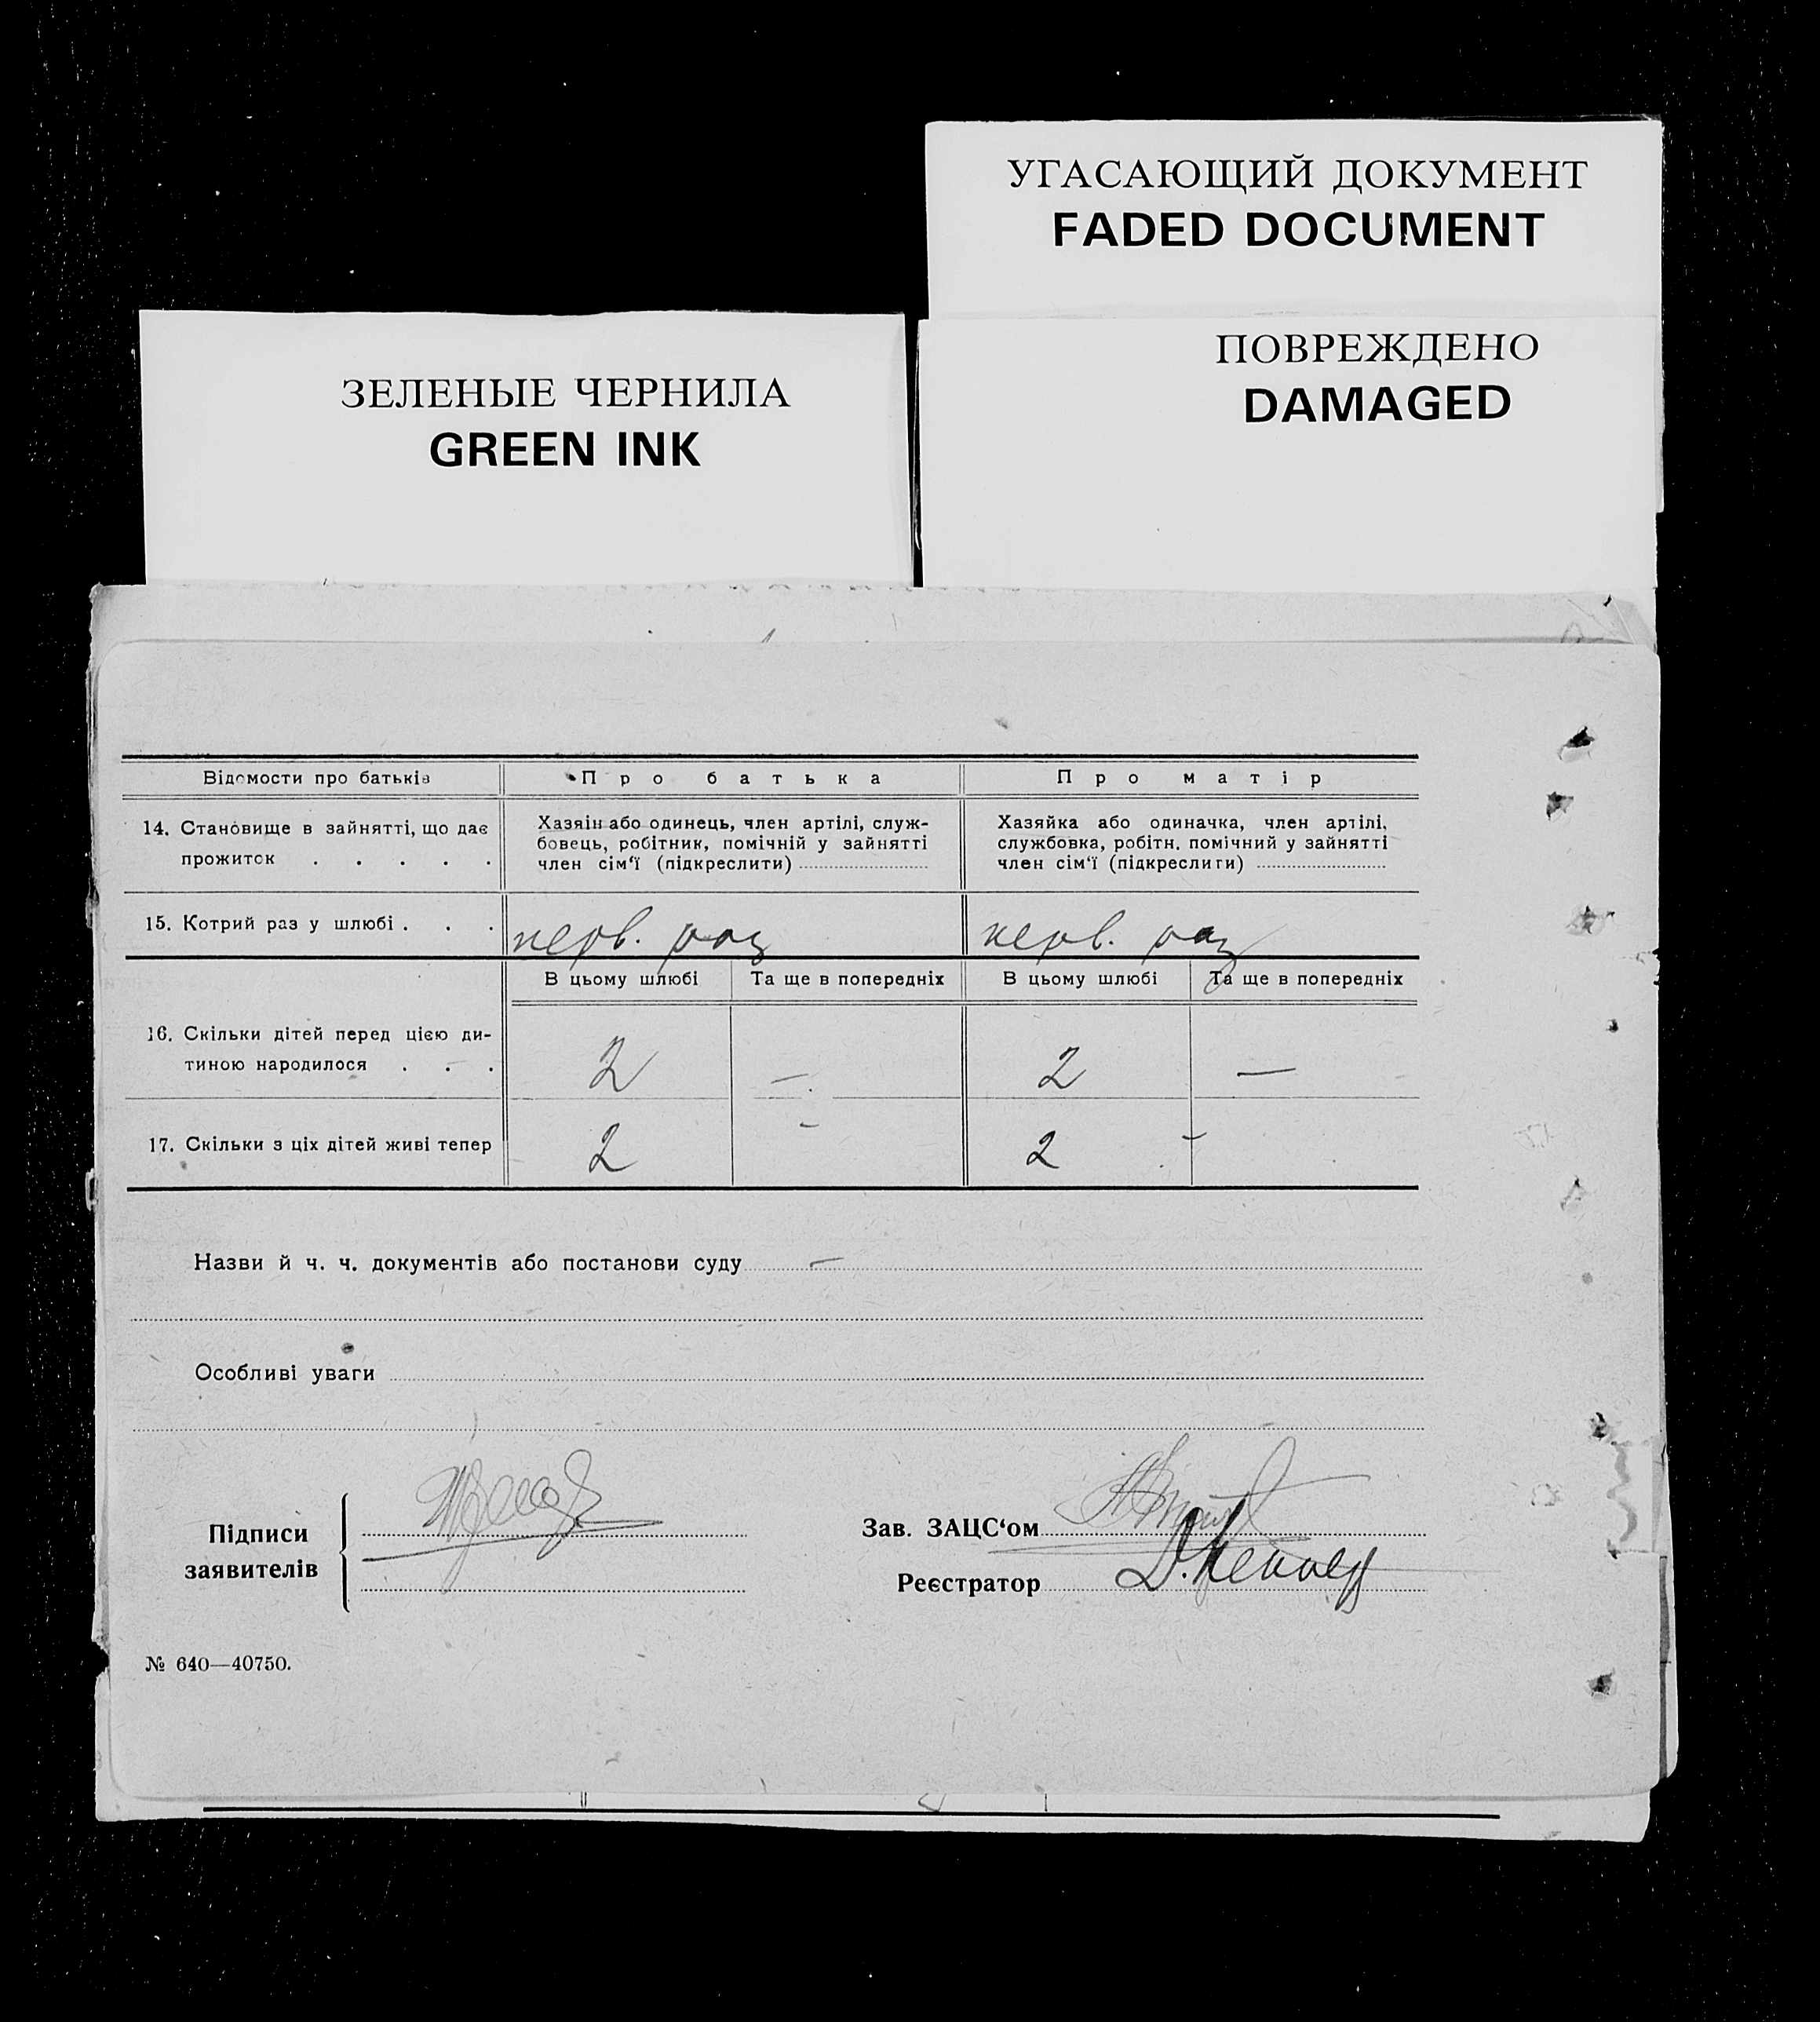 УГАСАЮЩИЙ ДОКУМЕНТ
FADED DOCUMENT
ПОВРЕЖДЕНО
DAMAGED
ЗЕЛЕНЫЕ ЧЕРНИЛА
GREEN INK
Відомости про батьків
Про батька
Про матір
14. Становище в зайнятті, що дає
прожиток . . . . .
Хазяін або одинець, член артілі, служ-
бовець, робітник, помічній у зайнятті
член сім‘ї (підкреслити)
Хазяйка або одиначка, член артілі,
службовка, робітн. помічний у зайнятті
член сім‘ї (підкреслити)
15. Котрий раз у шлюбі . . .
перв. раз
перв. раз
В цьому шлюбі
Та ще в попередніх
В цьому шлюбі
Та ще в попередніх
16. Скільки дітей перед цією ди-
тиною народилося . . .
2
—
2
—
17. Скільки з ціх дітей живі тепер
2
—
2
—
Назви й ч. ч. документів або постанови суду —
Особливі уваги
Підписи
заявителів
Зав. ЗАЦС‘ом
Реєстратор
№ 640—40750.